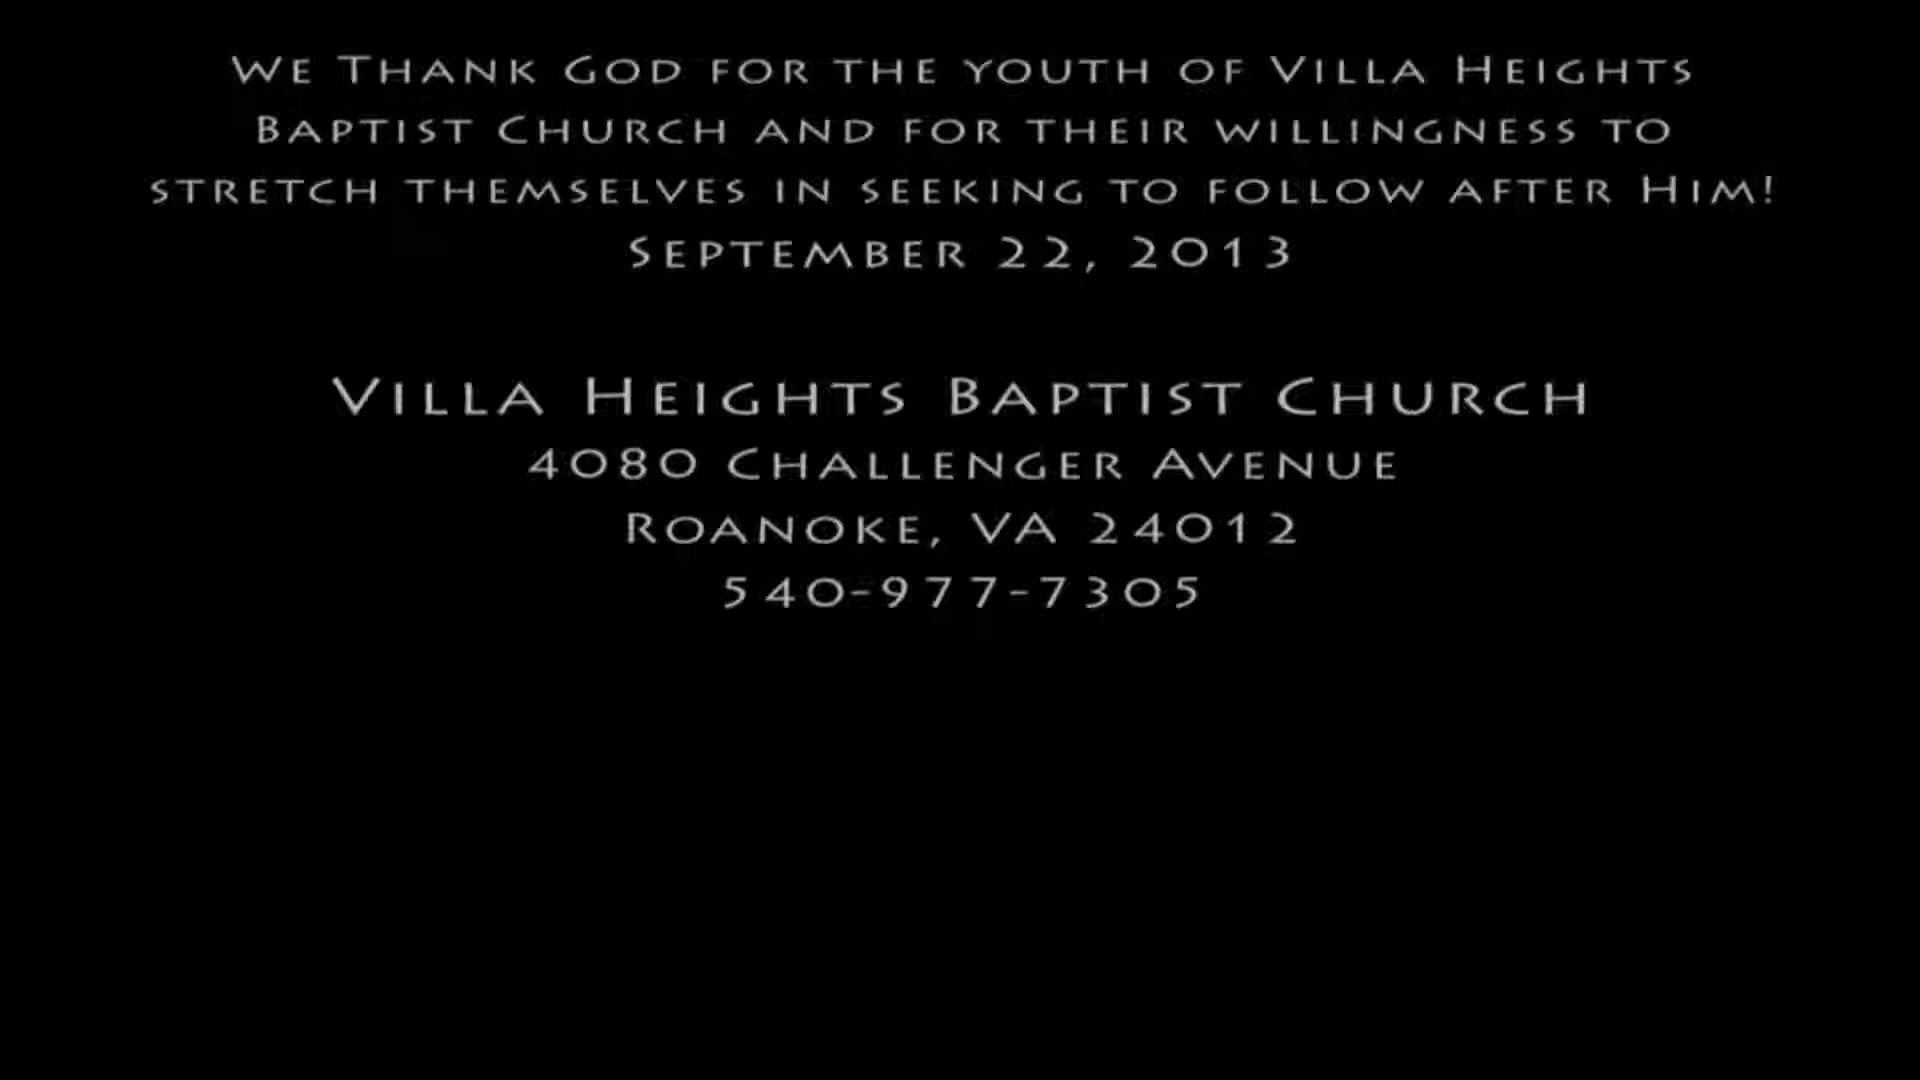 We Thank God for the youth of Villa Heights
Baptist Church and for their willingness to
stretch themselves in seeking to follow after Him!
September 22, 2013
Villa Heights Baptist Church
4080 Challenger Avenue
Roanoke, VA 24012
540-977-7305